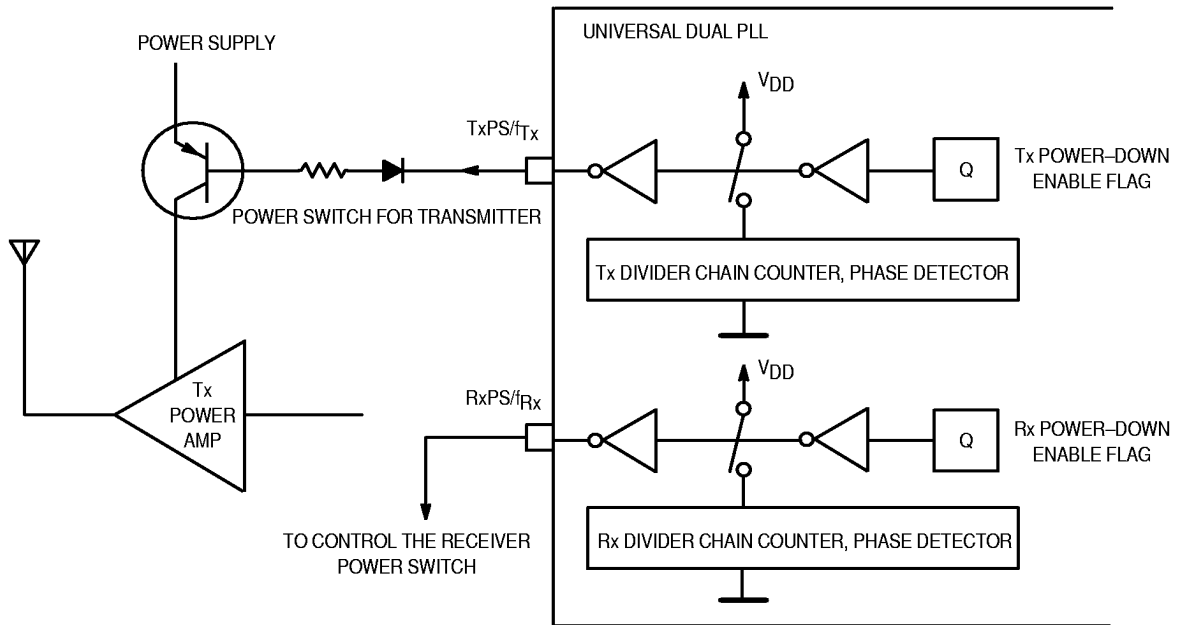 UNIVERSAL DUAL PLL
POWER SUPPLY
VDD
TxPS/fTx
Q
Tx POWER–DOWN
ENABLE FLAG
POWER SWITCH FOR TRANSMITTER
Tx DIVIDER CHAIN COUNTER, PHASE DETECTOR
VDD
RxPS/fRx
Tx
POWER
AMP
Q
Rx POWER–DOWN
ENABLE FLAG
TO CONTROL THE RECEIVER
POWER SWITCH
Rx DIVIDER CHAIN COUNTER, PHASE DETECTOR